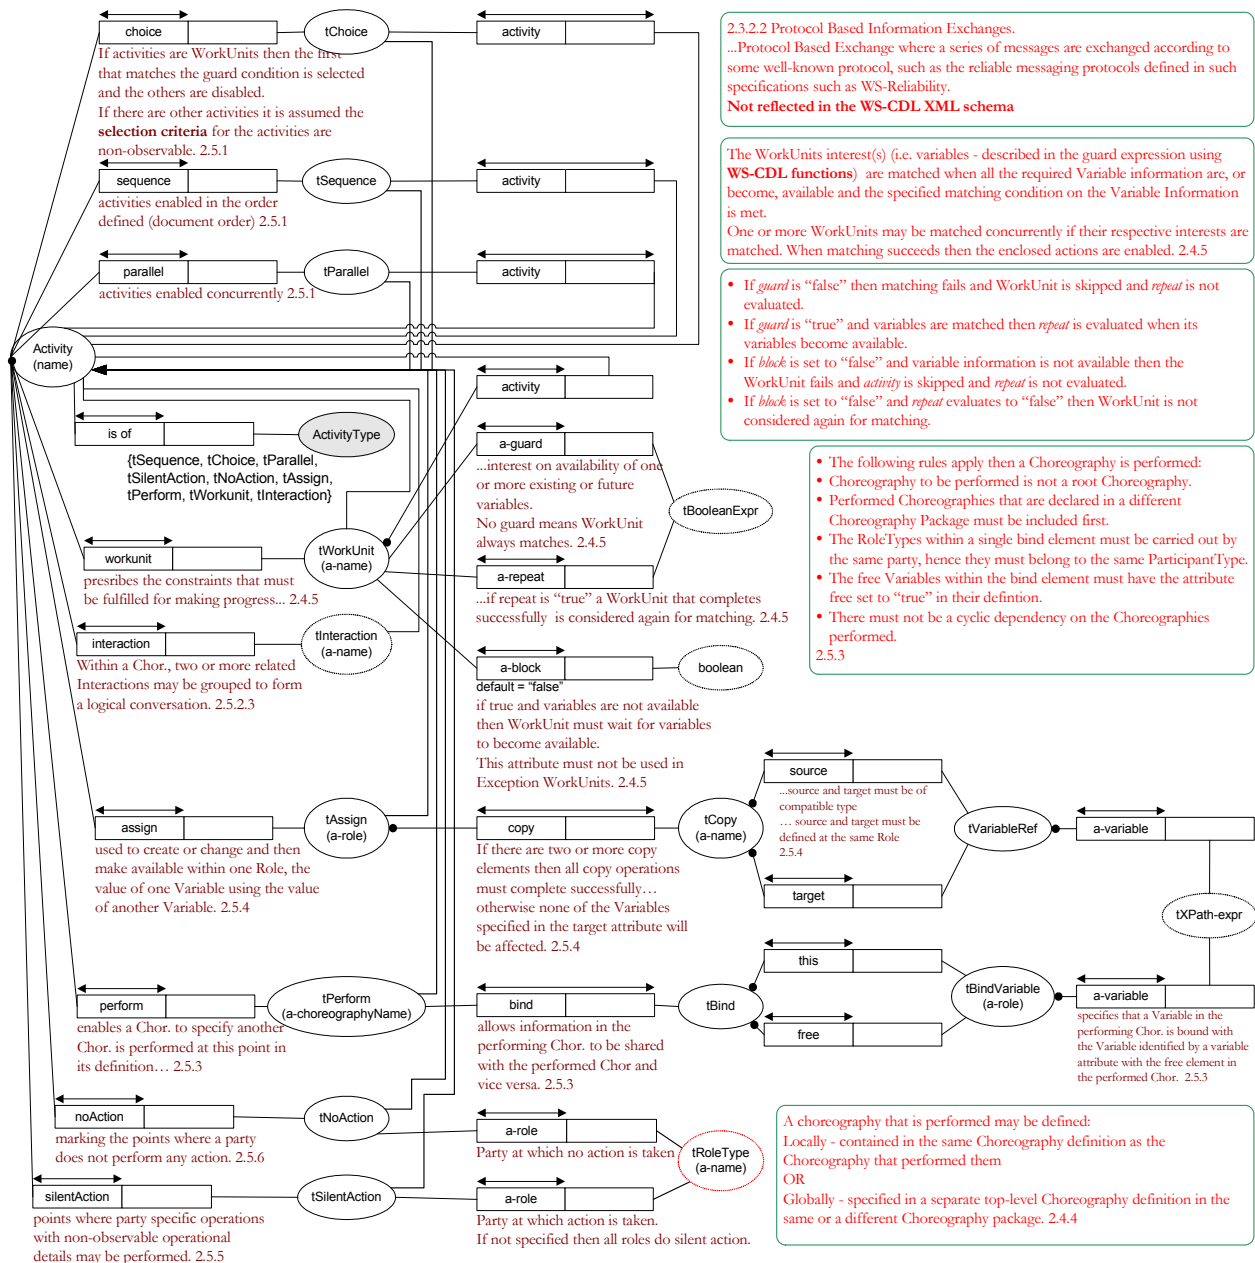 choice
tChoice
activity
If activities are WorkUnits then the first
that matches the guard condition is selected
and the others are disabled.
If there are other activities it is assumed the
selection criteria for the activities are
non-observable. 2.5.1
sequence
tSequence
activity
activities enabled in the order
defined (document order) 2.5.1
parallel
tParallel
activity
activities enabled concurrently 2.5.1
Activity
(name)
is of
ActivityType
{tSequence, tChoice, tParallel,
tSilentAction, tNoAction, tAssign,
tPerform, tWorkunit, tInteraction}
activity
a-guard
...interest on availability of one
or more existing or future
variables.
No guard means WorkUnit
always matches. 2.4.5
tBooleanExpr
workunit
tWorkUnit
(a-name)
presribes the constraints that must
be fulfilled for making progress... 2.4.5
a-repeat
...if repeat is “true” a WorkUnit that completes
successfully is considered again for matching. 2.4.5
interaction
tInteraction
(a-name)
Within a Chor., two or more related
Interactions may be grouped to form
a logical conversation. 2.5.2.3
a-block
boolean
default = “false”
if true and variables are not available
then WorkUnit must wait for variables
to become available.
This attribute must not be used in
Exception WorkUnits. 2.4.5
assign
tAssign
(a-role)
used to create or change and then
make available within one Role, the
value of one Variable using the value
of another Variable. 2.5.4
copy
If there are two or more copy
elements then all copy operations
must complete successfully…
otherwise none of the Variables
specified in the target attribute will
be affected. 2.5.4
tCopy
(a-name)
source
...source and target must be of
compatible type
… source and target must be
defined at the same Role
2.5.4
target
tVariableRef
a-variable
tXPath-expr
perform
tPerform
(a-choreographyName)
enables a Chor. to specify another
Chor. is performed at this point in
its definition… 2.5.3
bind
allows information in the
performing Chor. to be shared
with the performed Chor and
vice versa. 2.5.3
tBind
this
free
tBindVariable
(a-role)
a-variable
specifies that a Variable in the
performing Chor. is bound with
the Variable identified by a variable
attribute with the free element in
the performed Chor. 2.5.3
noAction
tNoAction
marking the points where a party
does not perform any action. 2.5.6
a-role
Party at which no action is taken
tRoleType
(a-name)
silentAction
tSilentAction
points where party specific operations
with non-observable operational
details may be performed. 2.5.5
a-role
Party at which action is taken.
If not specified then all roles do silent action.
2.3.2.2 Protocol Based Information Exchanges.
...Protocol Based Exchange where a series of messages are exchanged according to
some well-known protocol, such as the reliable messaging protocols defined in such
specifications such as WS-Reliability.
Not reflected in the WS-CDL XML schema
The WorkUnits interest(s) (i.e. variables - described in the guard expression using
WS-CDL functions) are matched when all the required Variable information are, or
become, available and the specified matching condition on the Variable Information
is met.
One or more WorkUnits may be matched concurrently if their respective interests are
matched. When matching succeeds then the enclosed actions are enabled. 2.4.5
• If guard is “false” then matching fails and WorkUnit is skipped and repeat is not
evaluated.
• If guard is “true” and variables are matched then repeat is evaluated when its
variables become available.
• If block is set to “false” and variable information is not available then the
WorkUnit fails and activity is skipped and repeat is not evaluated.
• If block is set to “false” and repeat evaluates to “false” then WorkUnit is not
considered again for matching.
• The following rules apply then a Choreography is performed:
• Choreography to be performed is not a root Choreography.
• Performed Choreographies that are declared in a different
Choreography Package must be included first.
• The RoleTypes within a single bind element must be carried out by
the same party, hence they must belong to the same ParticipantType.
• The free Variables within the bind element must have the attribute
free set to “true” in their defintion.
• There must not be a cyclic dependency on the Choreographies
performed.
2.5.3
A choreography that is performed may be defined:
Locally - contained in the same Choreography definition as the
Choreography that performed them
OR
Globally - specified in a separate top-level Choreography definition in the
same or a different Choreography package. 2.4.4